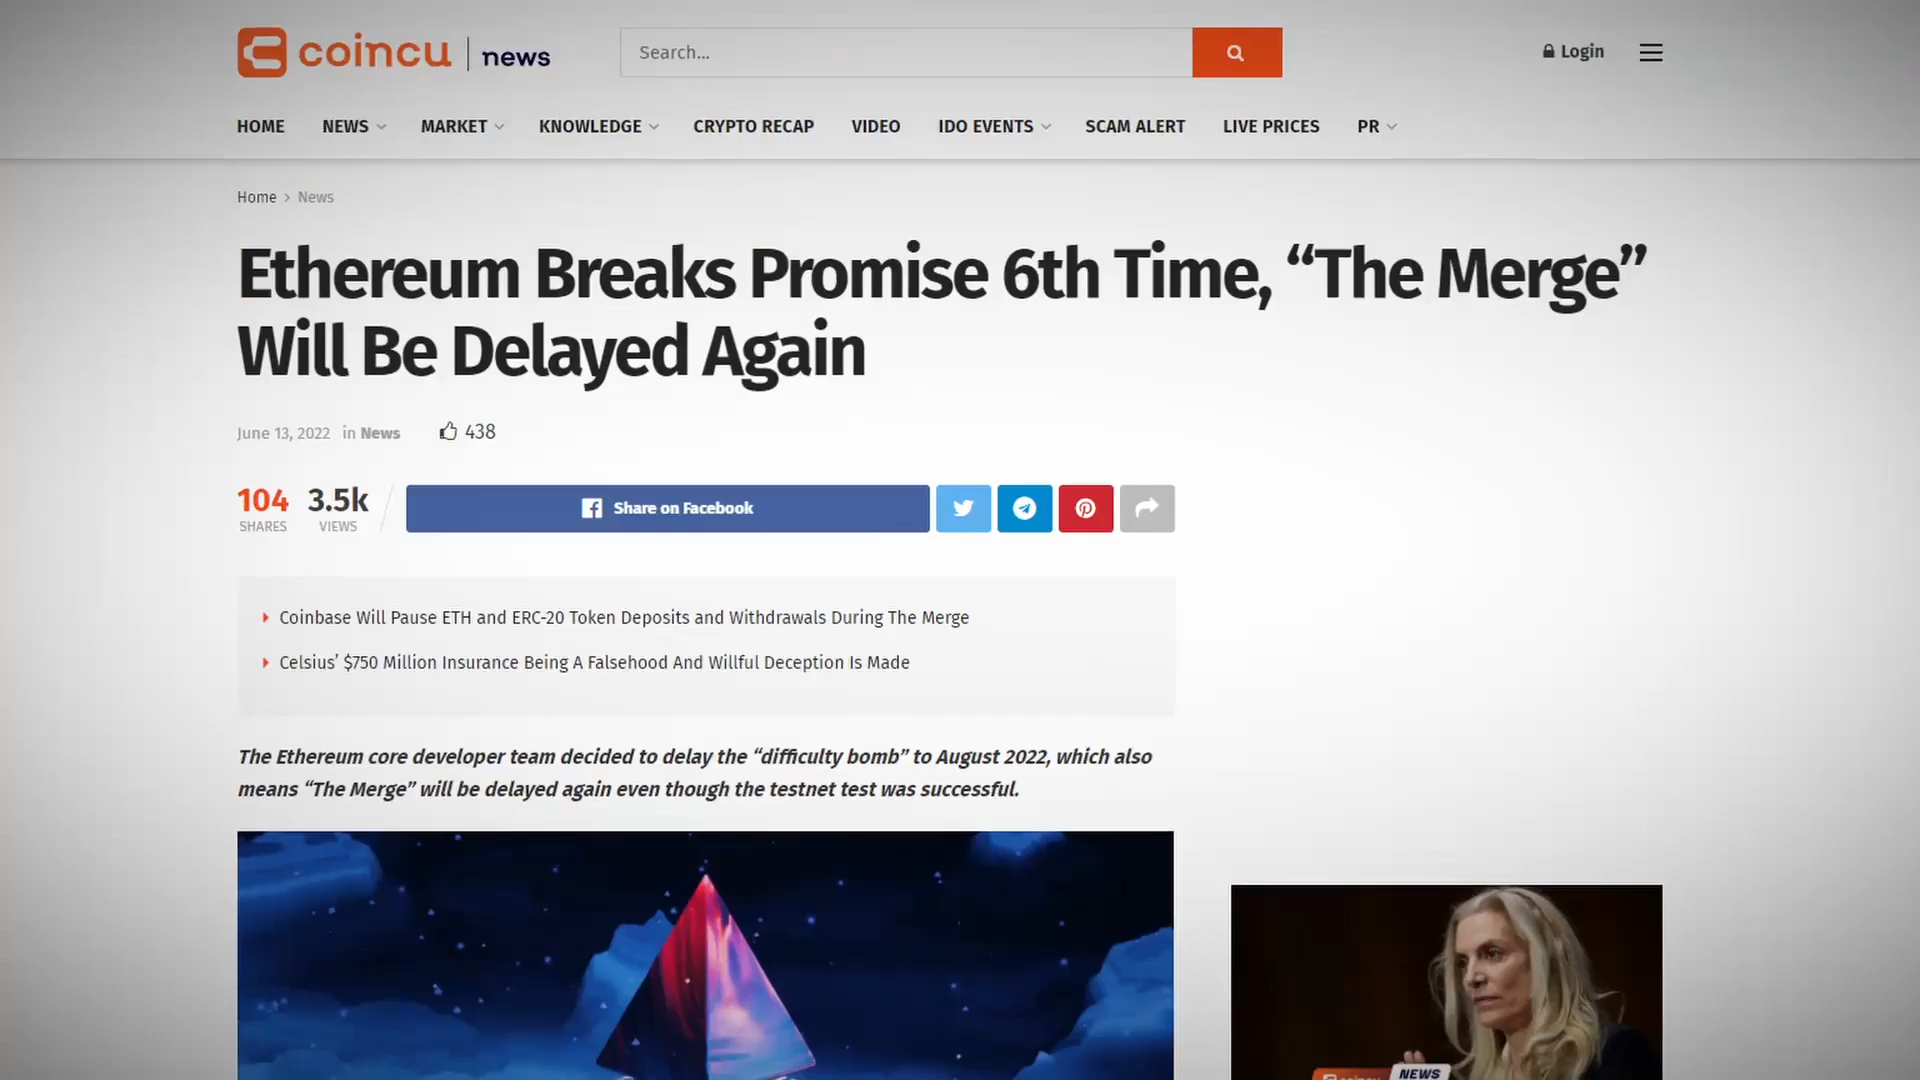 coincu | news
Search...
Login
HOME NEWS MARKET KNOWLEDGE CRYPTO RECAP VIDEO IDO EVENTS SCAM ALERT LIVE PRICES PR
Home > News
Ethereum Breaks Promise 6th Time, “The Merge”
Will Be Delayed Again
June 13, 2022 in News 438
104 3.5k
SHARES VIEWS
Share on Facebook
Coinbase Will Pause ETH and ERC-20 Token Deposits and Withdrawals During The Merge
Celsius’ $750 Million Insurance Being A Falsehood And Willful Deception Is Made
The Ethereum core developer team decided to delay the “difficulty bomb” to August 2022, which also
means “The Merge” will be delayed again even though the testnet test was successful.
coincu NEWS